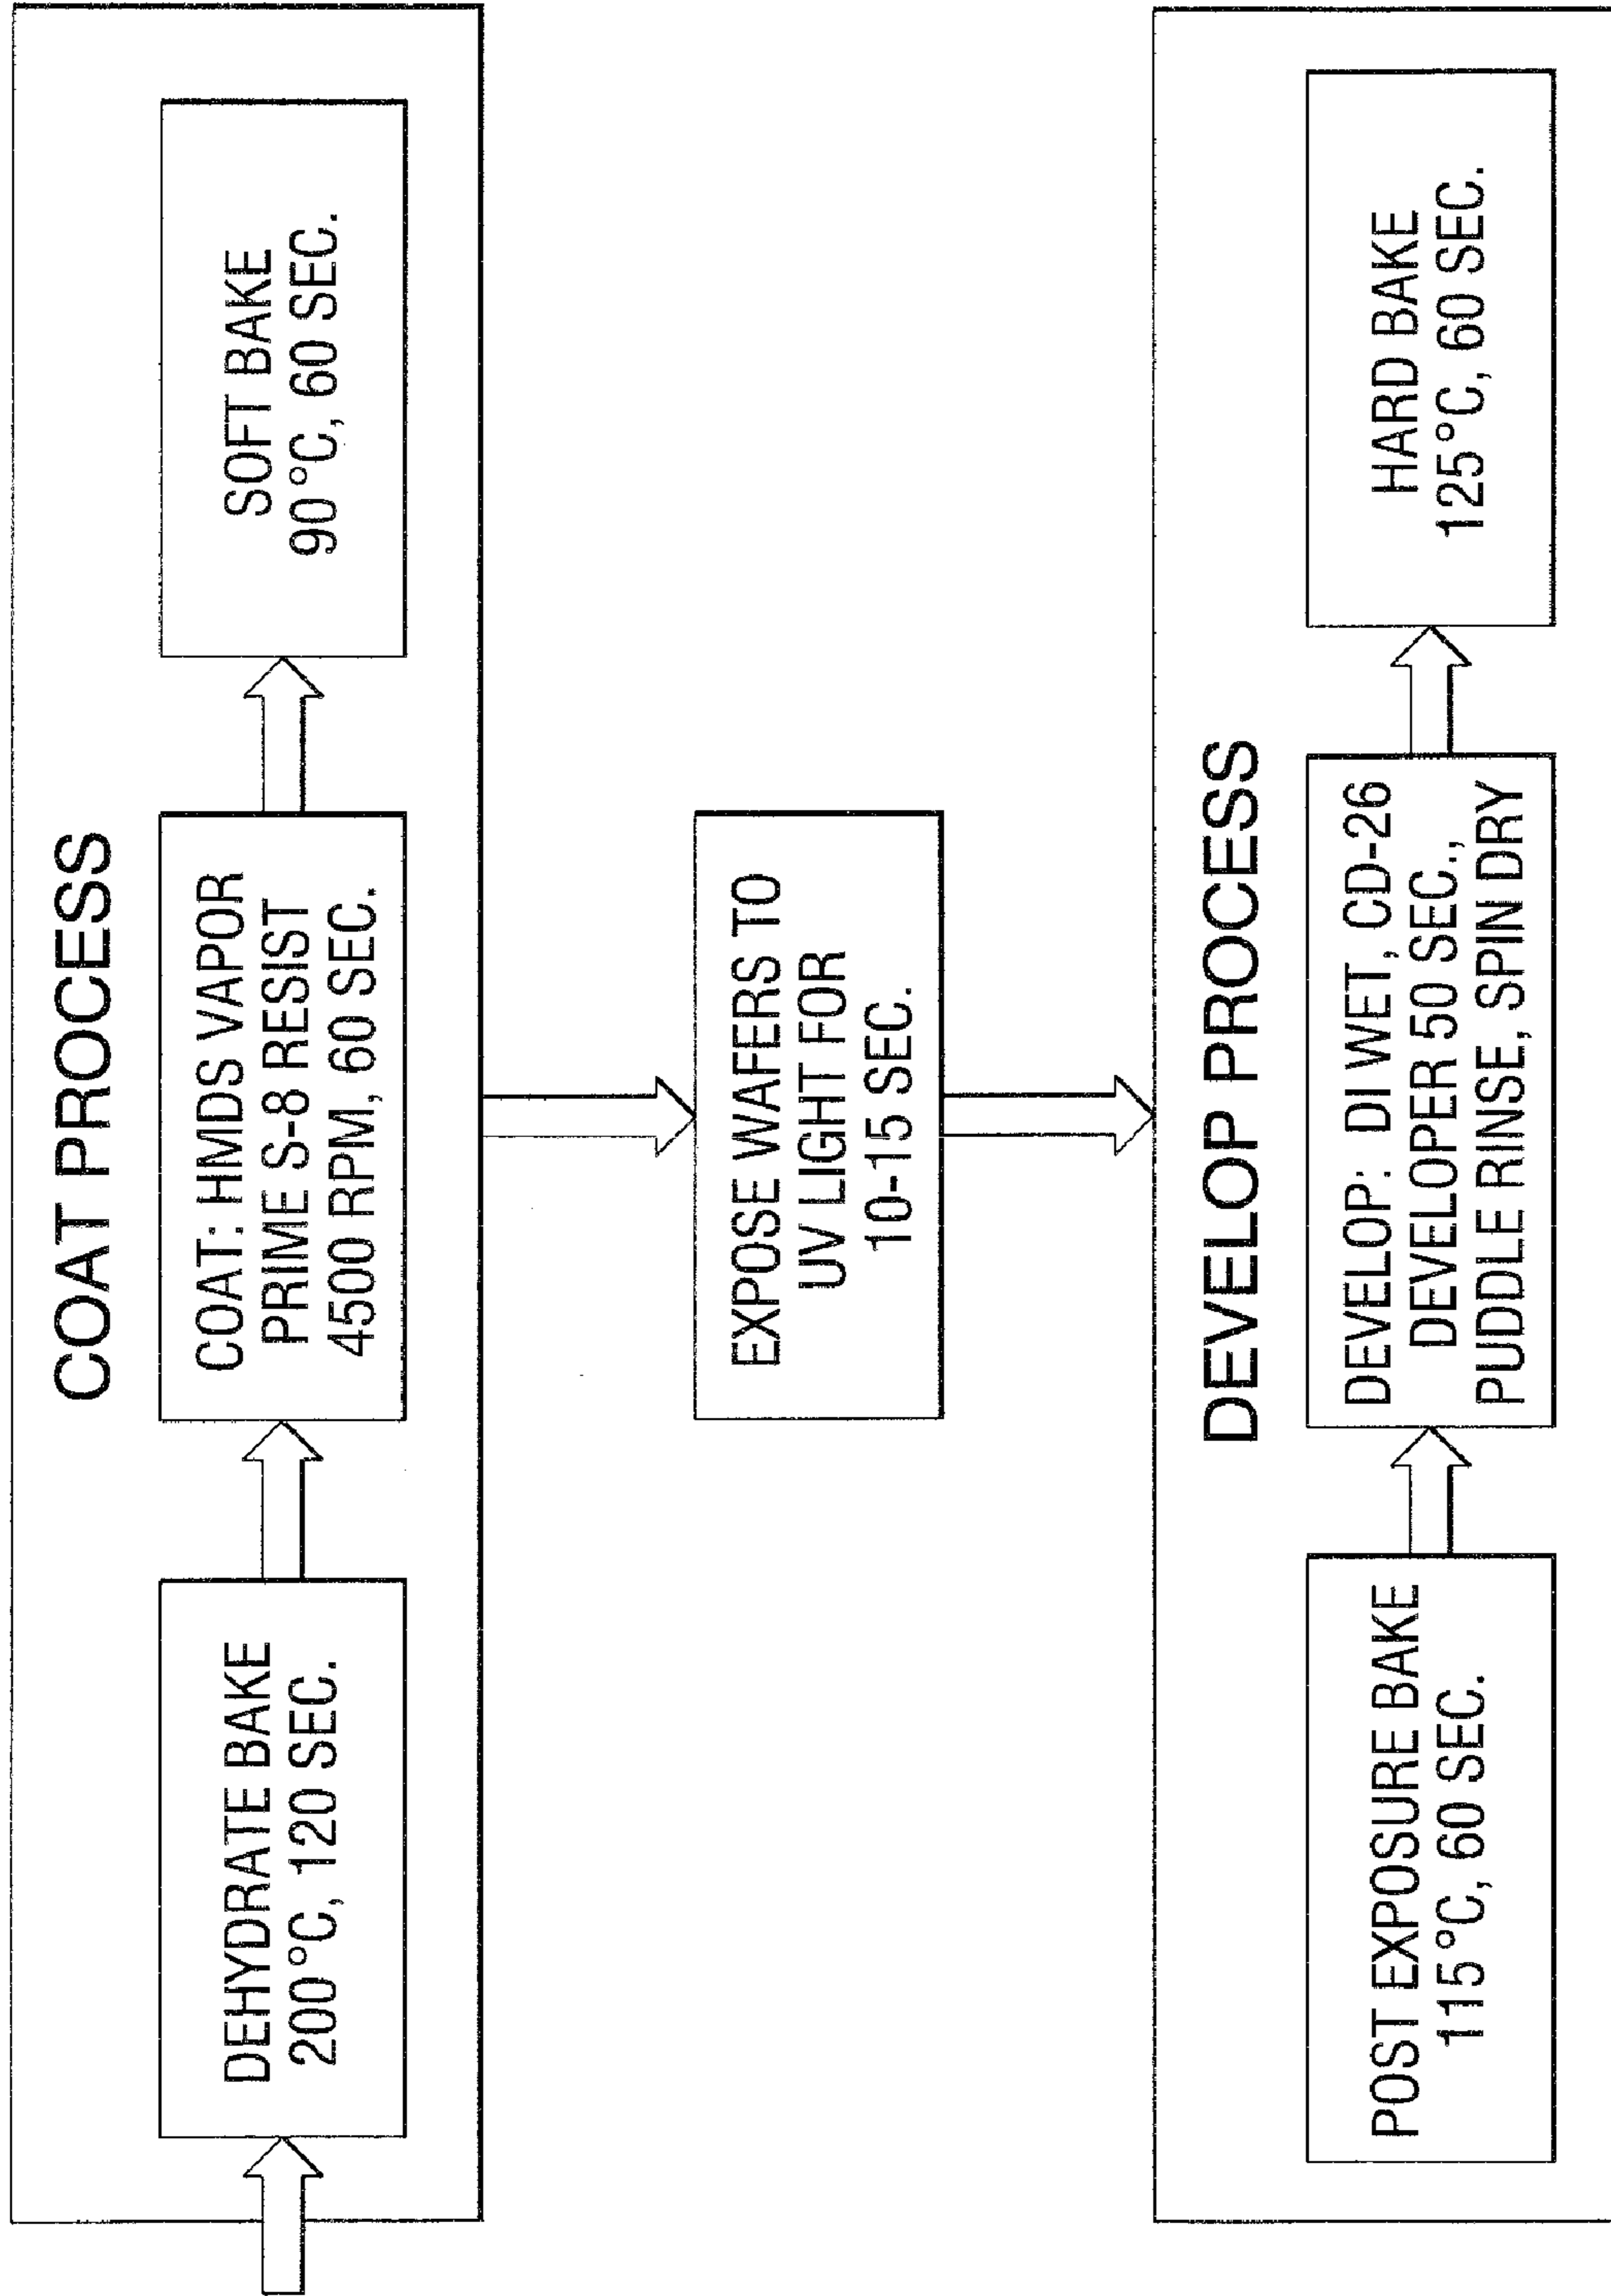 COAT PROCESS
DEHYDRATE BAKE
200°C, 120 SEC.
COAT: HMDS VAPOR
PRIME S-8 RESIST
4500 RPM, 60 SEC.
SOFT BAKE
90°C, 60 SEC.
EXPOSE WAFERS TO
UV LIGHT FOR
10-15 SEC.
DEVELOP PROCESS
POST EXPOSURE BAKE
115°C, 60 SEC.
DEVELOP: DI WET, CD-26
DEVELOPER 50 SEC.,
PUDDLE RINSE, SPIN DRY
HARD BAKE
125°C, 60 SEC.